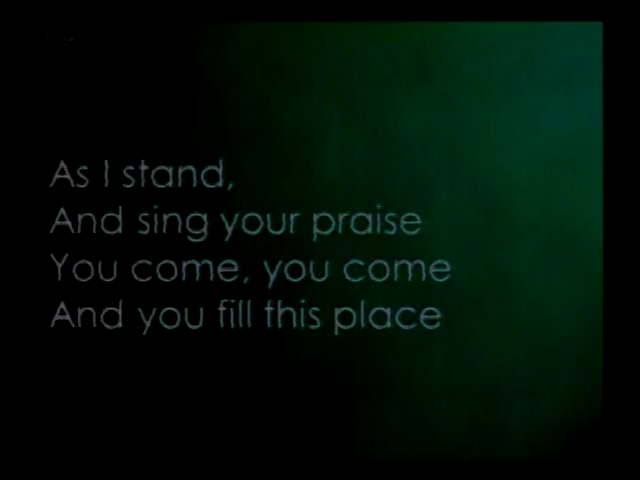 As I stand,
And sing your praise
You come, you come
And you fill this place